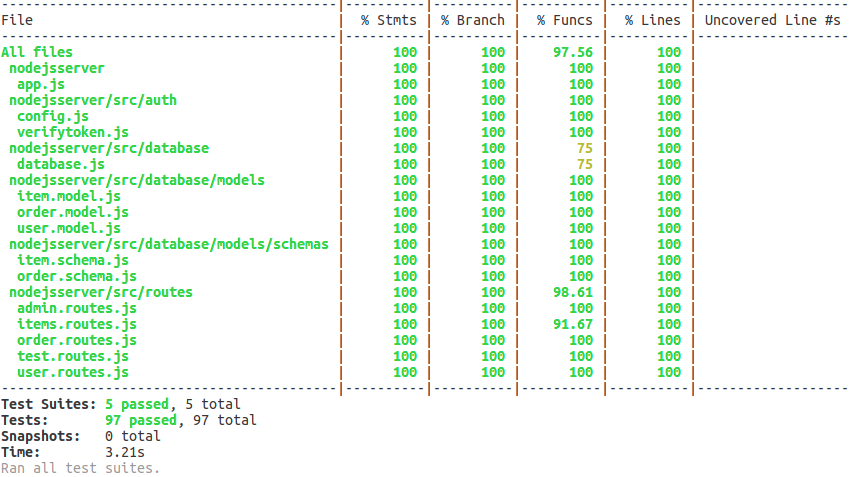 -----------------------------------------|---------|----------|---------|---------|-------------------
File                                     | % Stmts | % Branch | % Funcs | % Lines | Uncovered Line #s
-----------------------------------------|---------|----------|---------|---------|-------------------
All files                                |     100 |      100 |   97.56 |     100 |
 nodejsserver                            |     100 |      100 |     100 |     100 |
  app.js                                 |     100 |      100 |     100 |     100 |
 nodejsserver/src/auth                   |     100 |      100 |     100 |     100 |
  config.js                              |     100 |      100 |     100 |     100 |
  verifytoken.js                         |     100 |      100 |     100 |     100 |
 nodejsserver/src/database               |     100 |      100 |      75 |     100 |
  database.js                            |     100 |      100 |      75 |     100 |
 nodejsserver/src/database/models        |     100 |      100 |     100 |     100 |
  item.model.js                          |     100 |      100 |     100 |     100 |
  order.model.js                         |     100 |      100 |     100 |     100 |
  user.model.js                          |     100 |      100 |     100 |     100 |
 nodejsserver/src/database/models/schemas |     100 |      100 |     100 |     100 |
  item.schema.js                         |     100 |      100 |     100 |     100 |
  order.schema.js                        |     100 |      100 |     100 |     100 |
 nodejsserver/src/routes                 |     100 |      100 |   98.61 |     100 |
  admin.routes.js                        |     100 |      100 |     100 |     100 |
  items.routes.js                        |     100 |      100 |   91.67 |     100 |
  order.routes.js                        |     100 |      100 |     100 |     100 |
  test.routes.js                         |     100 |      100 |     100 |     100 |
  user.routes.js                         |     100 |      100 |     100 |     100 |
-----------------------------------------|---------|----------|---------|---------|-------------------
Test Suites: 5 passed, 5 total
Tests:       97 passed, 97 total
Snapshots:   0 total
Time:        3.21s
Ran all test suites.